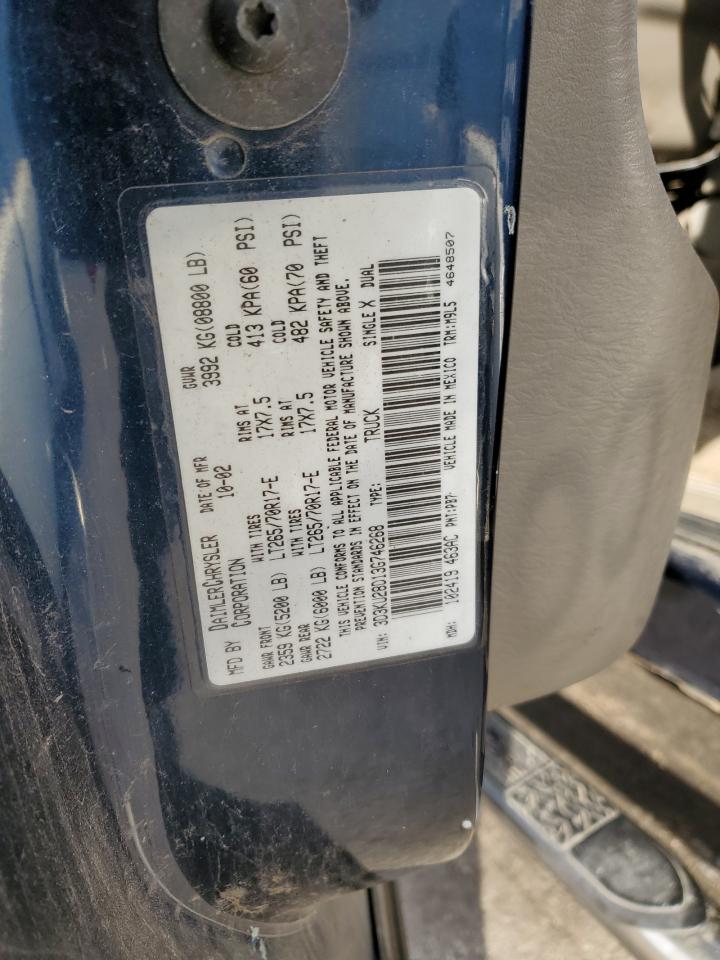 MFD BY DAIMLERCHRYSLER CORPORATION DATE OF MFR 10-02 GVWR 3992 KG(08800 LB)
GAWR FRONT WITH TIRES RIMS AT COLD
2359 KG(5200 LB) LT265/70R17-E 17X7.5 413 KPA(60 PSI)
GAWR REAR WITH TIRES RIMS AT COLD
2722 KG(6000 LB) LT265/70R17-E 17X7.5 482 KPA(70 PSI)
THIS VEHICLE CONFORMS TO ALL APPLICABLE FEDERAL MOTOR VEHICLE SAFETY AND THEFT
PREVENTION STANDARDS IN EFFECT ON THE DATE OF MANUFACTURE SHOWN ABOVE.
VIN: 3D3KU28D13G746268 TYPE: TRUCK SINGLE X DUAL
MDH: 102419 463AC PNT:PB7 VEHICLE MADE IN MEXICO TRM:M9L5 4648507